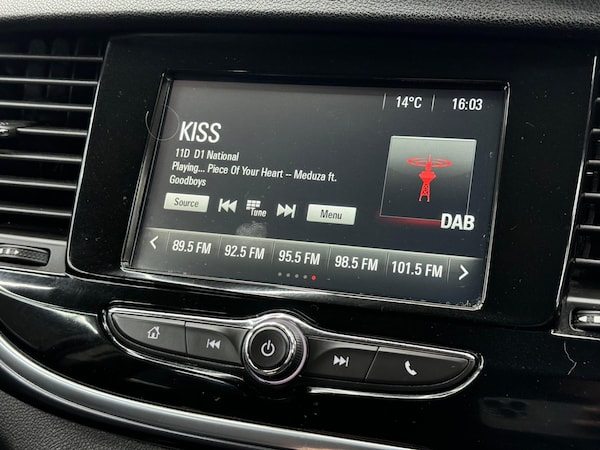 14°C 16:03
KISS
11D D1 National
Playing... Piece Of Your Heart -- Meduza ft.
Goodboys
Source Tune Menu
DAB
89.5 FM 92.5 FM 95.5 FM 98.5 FM 101.5 FM